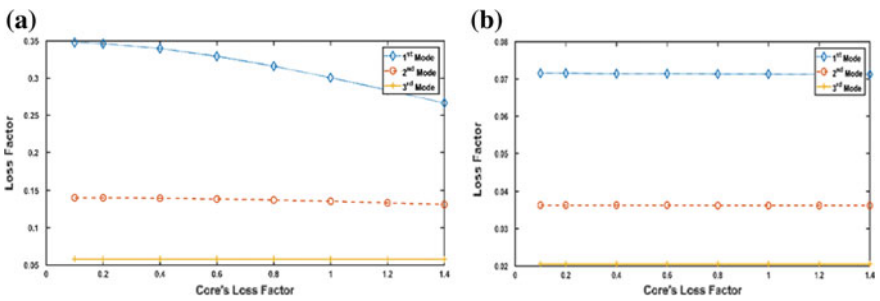 (a)
0.35
0.3
0.25
0.2
0.15
0.1
0.05
Loss Factor
1st Mode
2nd Mode
3rd Mode
0 0.2 0.4 0.6 0.8 1 1.2 1.4
Core's Loss Factor
(b)
0.08
0.07
0.06
0.05
0.04
0.03
0.02
Loss Factor
1st Mode
2nd Mode
3rd Mode
0 0.2 0.4 0.6 0.8 1 1.2 1.4
Core's Loss Factor